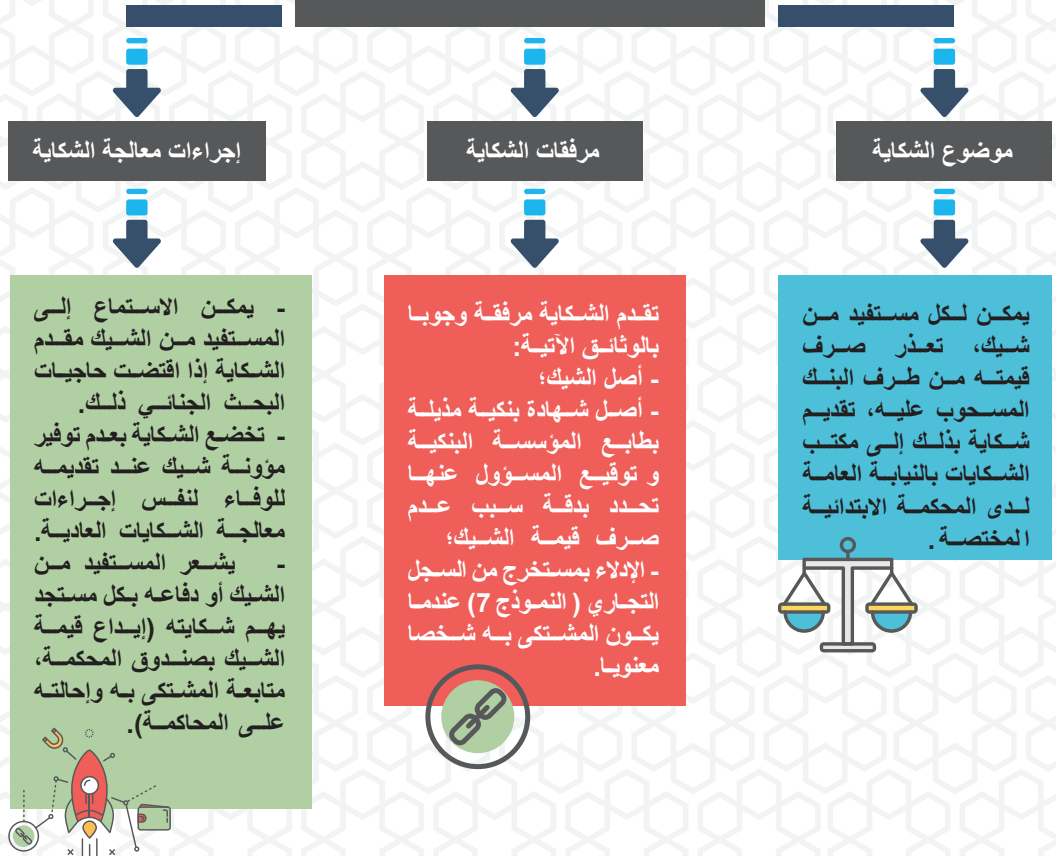 موضوع الشكاية
مرفقات الشكاية
إجراءات معالجة الشكاية
يمكن لكل مستفيد من
شيك، تعذر صرف
قيمته من طرف البنك
المسحوب عليه، تقديم
شكاية بذلك إلى مكتب
الشكايات بالنيابة العامة
لدى المحكمة الابتدائية
المختصة.
تقدم الشكاية مرفقة وجوبا
بالوثائق الآتية:
- أصل الشيك؛
- أصل شهادة بنكية مذيلة
بطابع المؤسسة البنكية
و توقيع المسؤول عنها
تحدد بدقة سبب عدم
صرف قيمة الشيك؛
- الإدلاء بمستخرج من السجل
التجاري ( النموذج 7) عندما
يكون المشتكى به شخصا
معنويا.
- يمكن الاستماع إلى
المستفيد من الشيك مقدم
الشكاية إذا اقتضت حاجيات
البحث الجنائي ذلك.
- تخضع الشكاية بعدم توفير
مؤونة شيك عند تقديمه
للوفاء لنفس إجراءات
معالجة الشكايات العادية.
- يشعر المستفيد من
الشيك أو دفاعه بكل مستجد
يهم شكايته (إيداع قيمة
الشيك بصندوق المحكمة،
متابعة المشتكى به وإحالته
على المحاكمة).